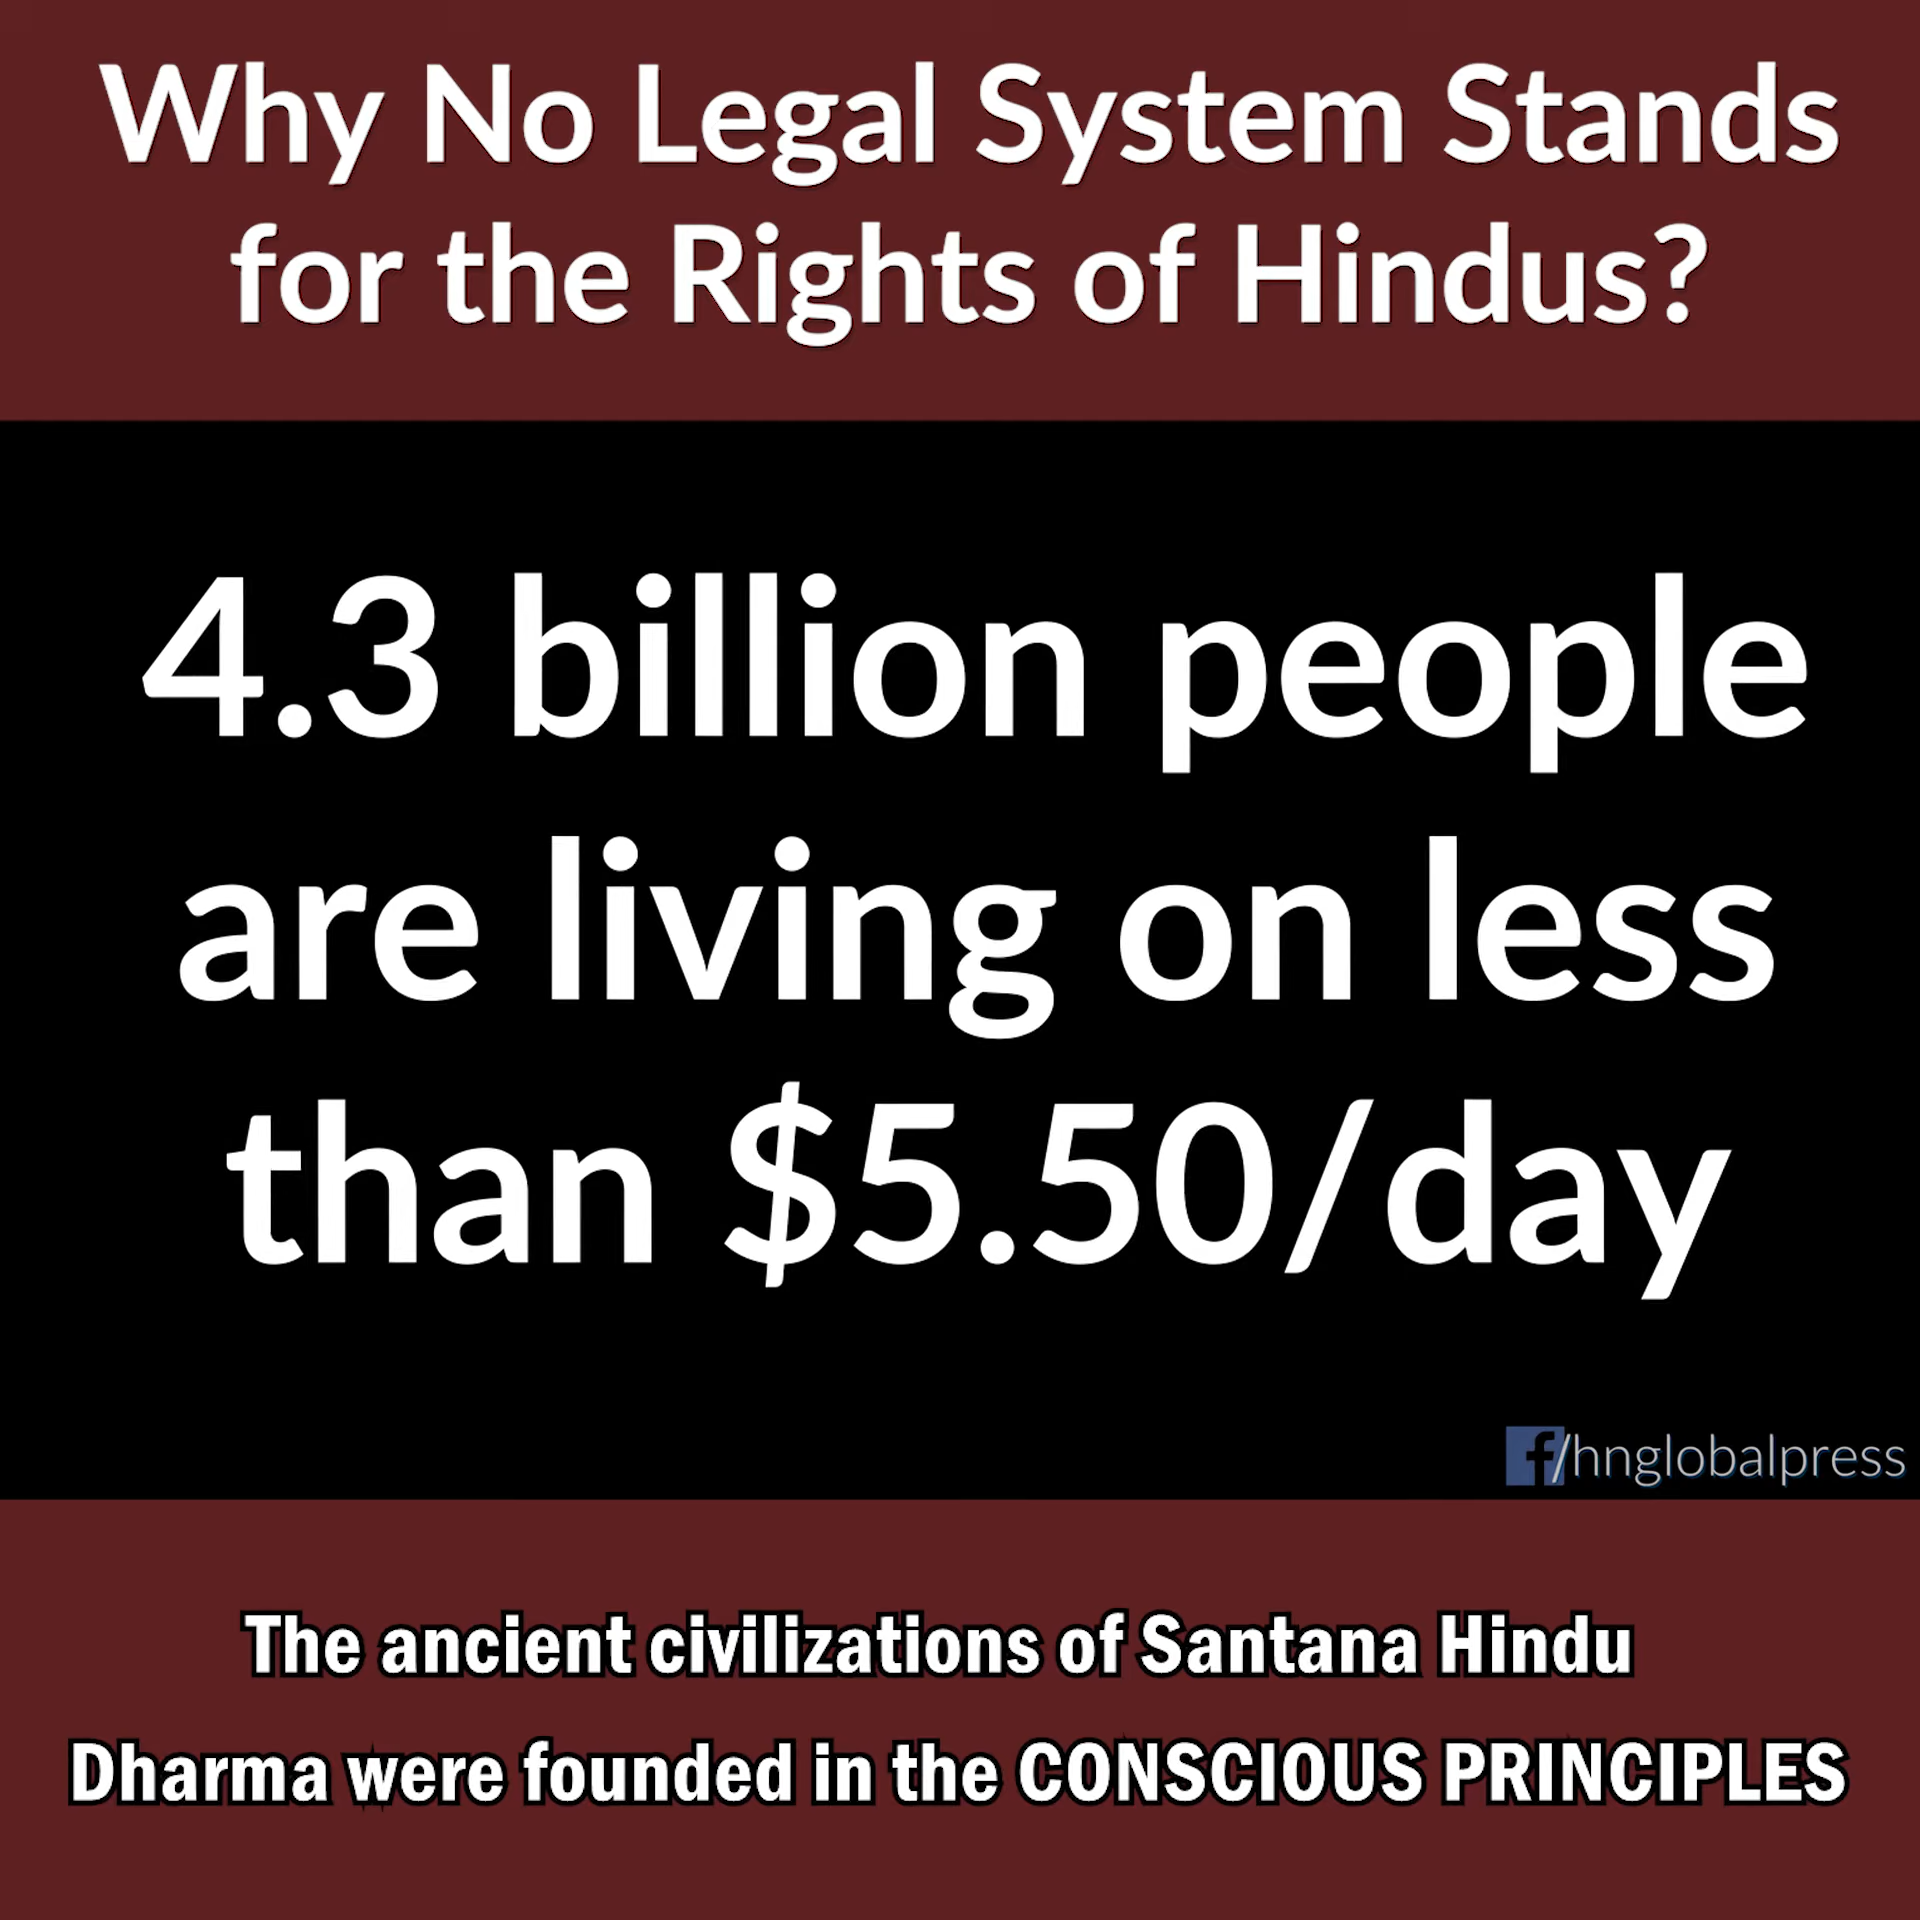 Why No Legal System Stands
for the Rights of Hindus?
4.3 billion people
are living on less
than $5.50/day
f/hnglobalpress
The ancient civilizations of Santana Hindu
Dharma were founded in the CONSCIOUS PRINCIPLES